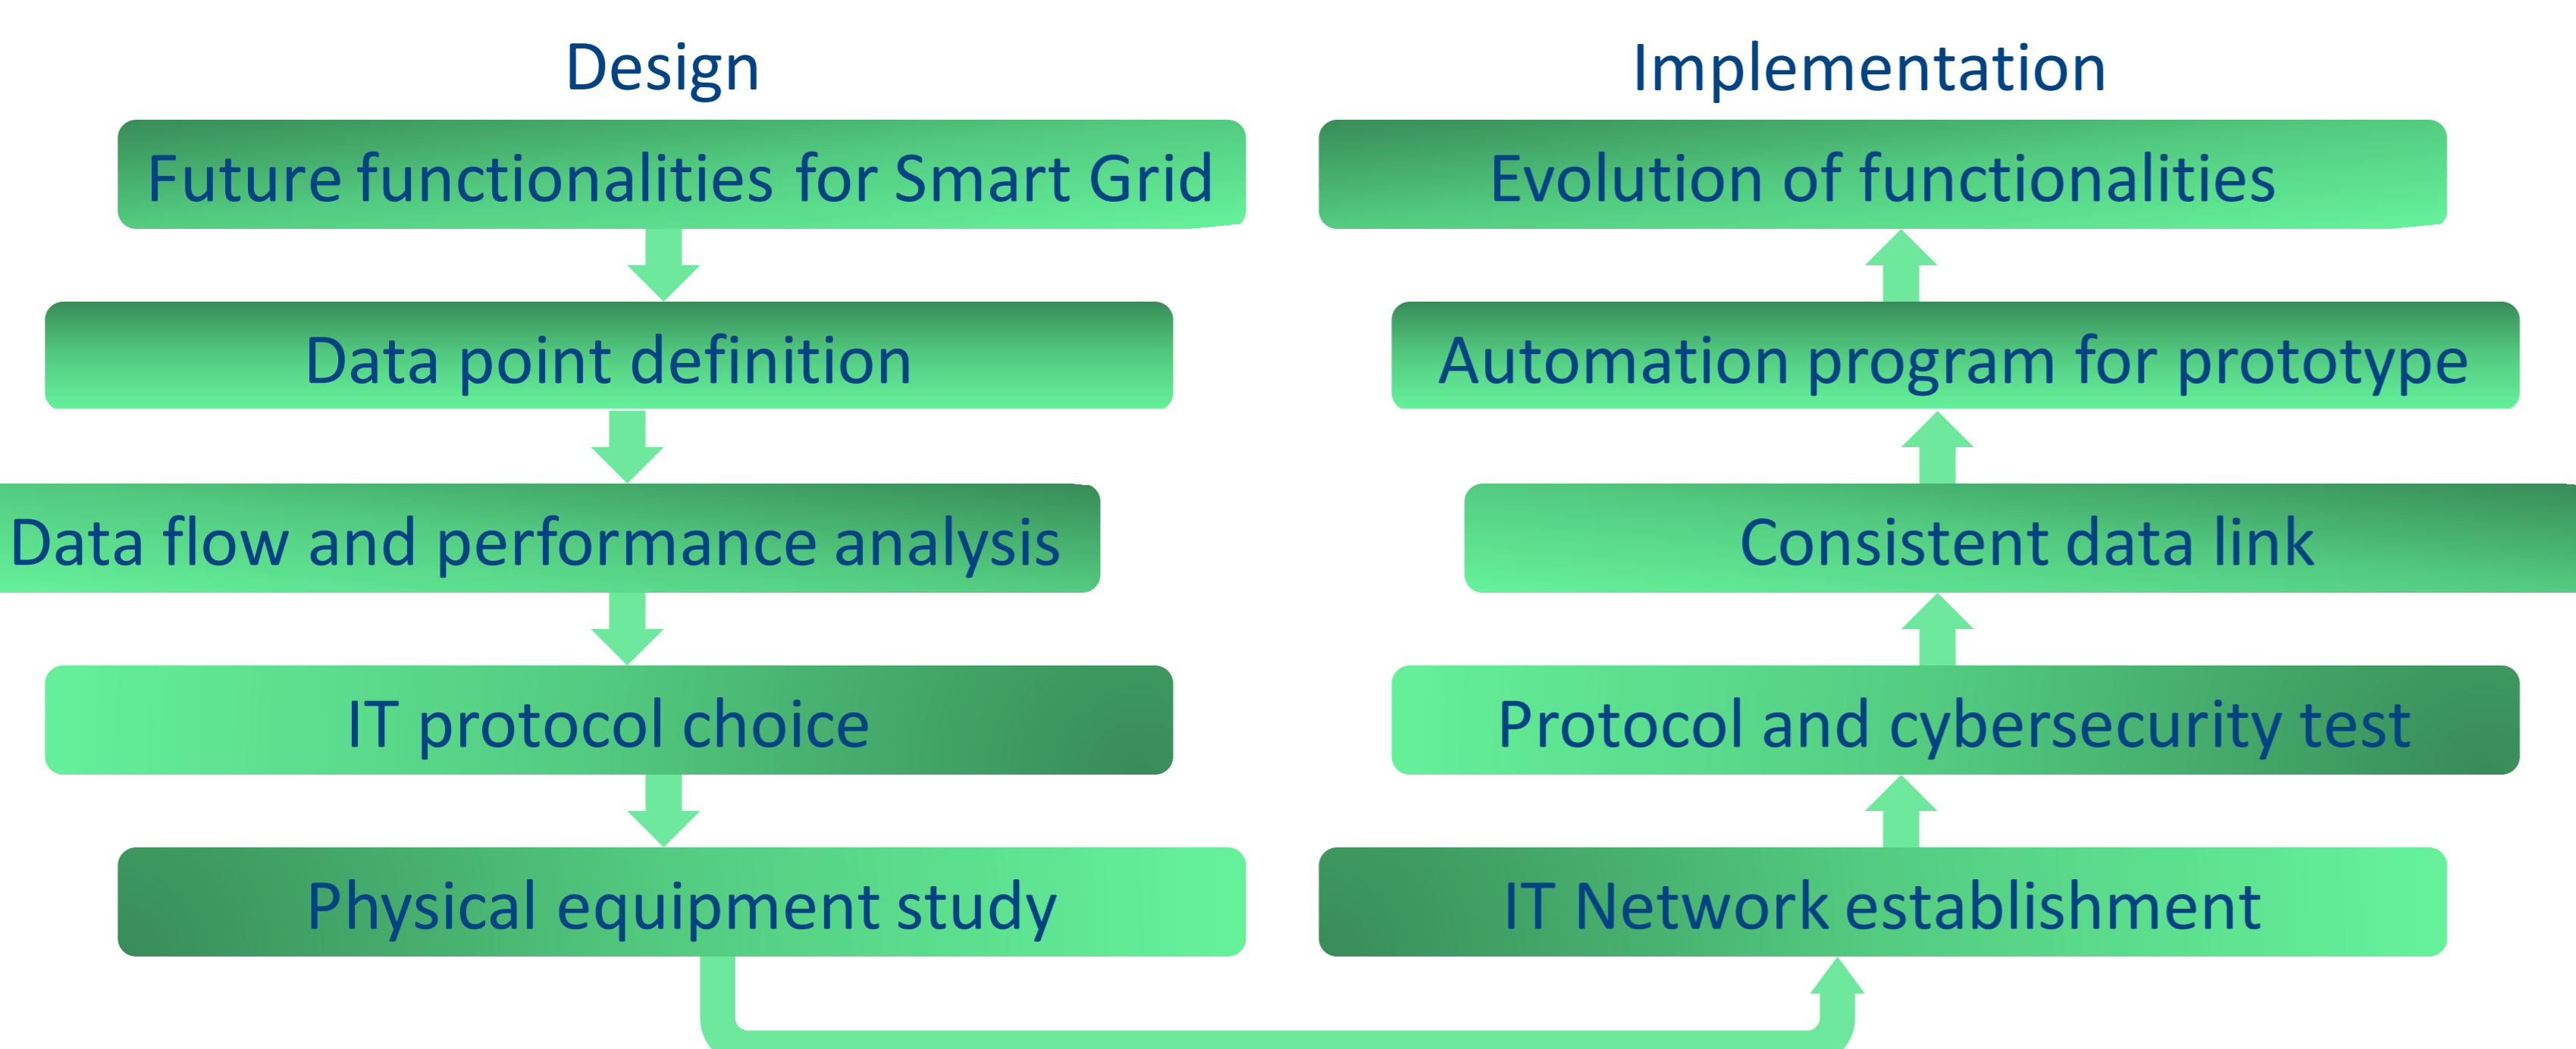 Design
Future functionalities for Smart Grid
Data point definition
Data flow and performance analysis
IT protocol choice
Physical equipment study
Implementation
Evolution of functionalities
Automation program for prototype
Consistent data link
Protocol and cybersecurity test
IT Network establishment